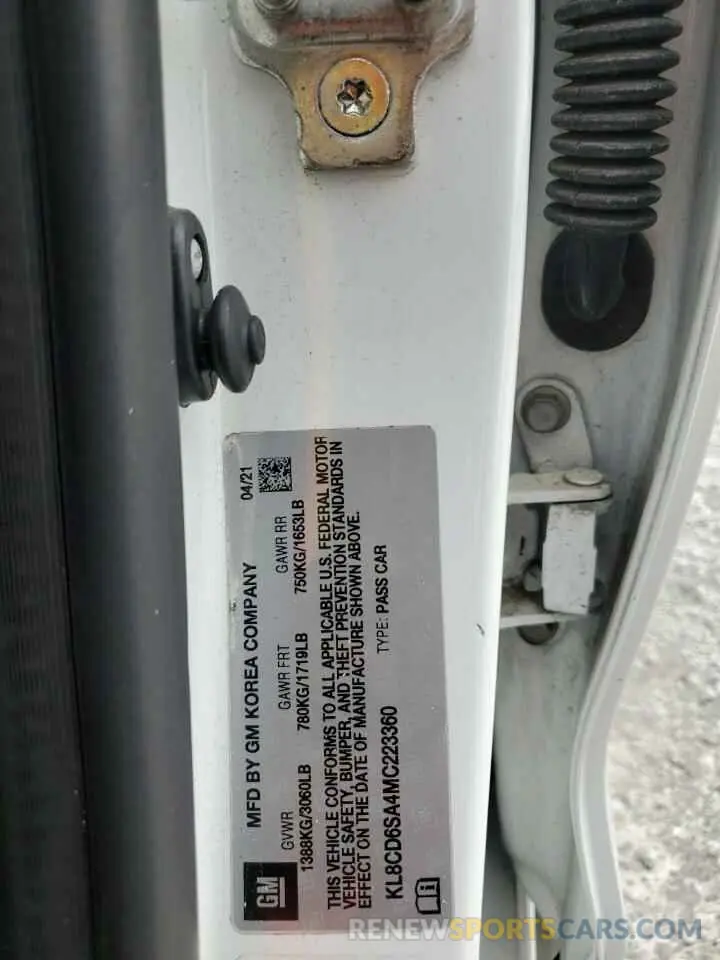 MFD BY GM KOREA COMPANY 04/21
GM
GVWR GAWR FRT GAWR RR
1388KG/3060LB 780KG/1719LB 750KG/1653LB
THIS VEHICLE CONFORMS TO ALL APPLICABLE U.S. FEDERAL MOTOR
VEHICLE SAFETY, BUMPER, AND THEFT PREVENTION STANDARDS IN
EFFECT ON THE DATE OF MANUFACTURE SHOWN ABOVE.
TYPE: PASS CAR
KL8CD6SA4MC223360
RENEWSPORTSCARS.COM